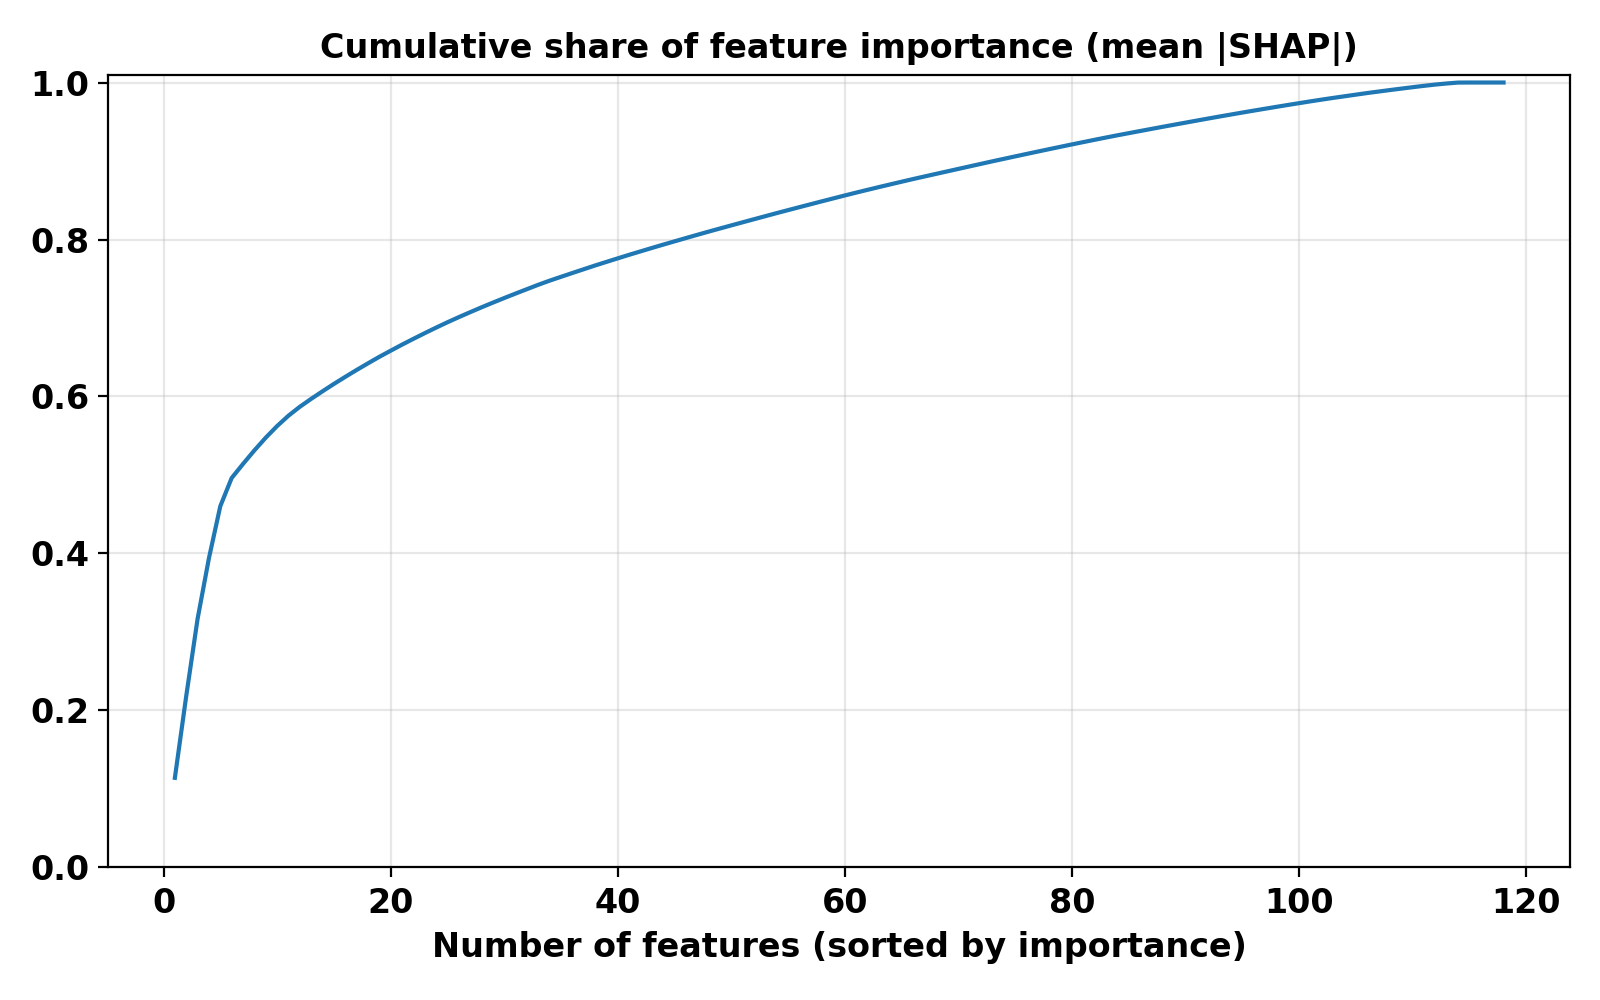 Cumulative share of feature importance (mean |SHAP|)
1.0
0.8
0.6
0.4
0.2
0.0
0 20 40 60 80 100 120
Number of features (sorted by importance)